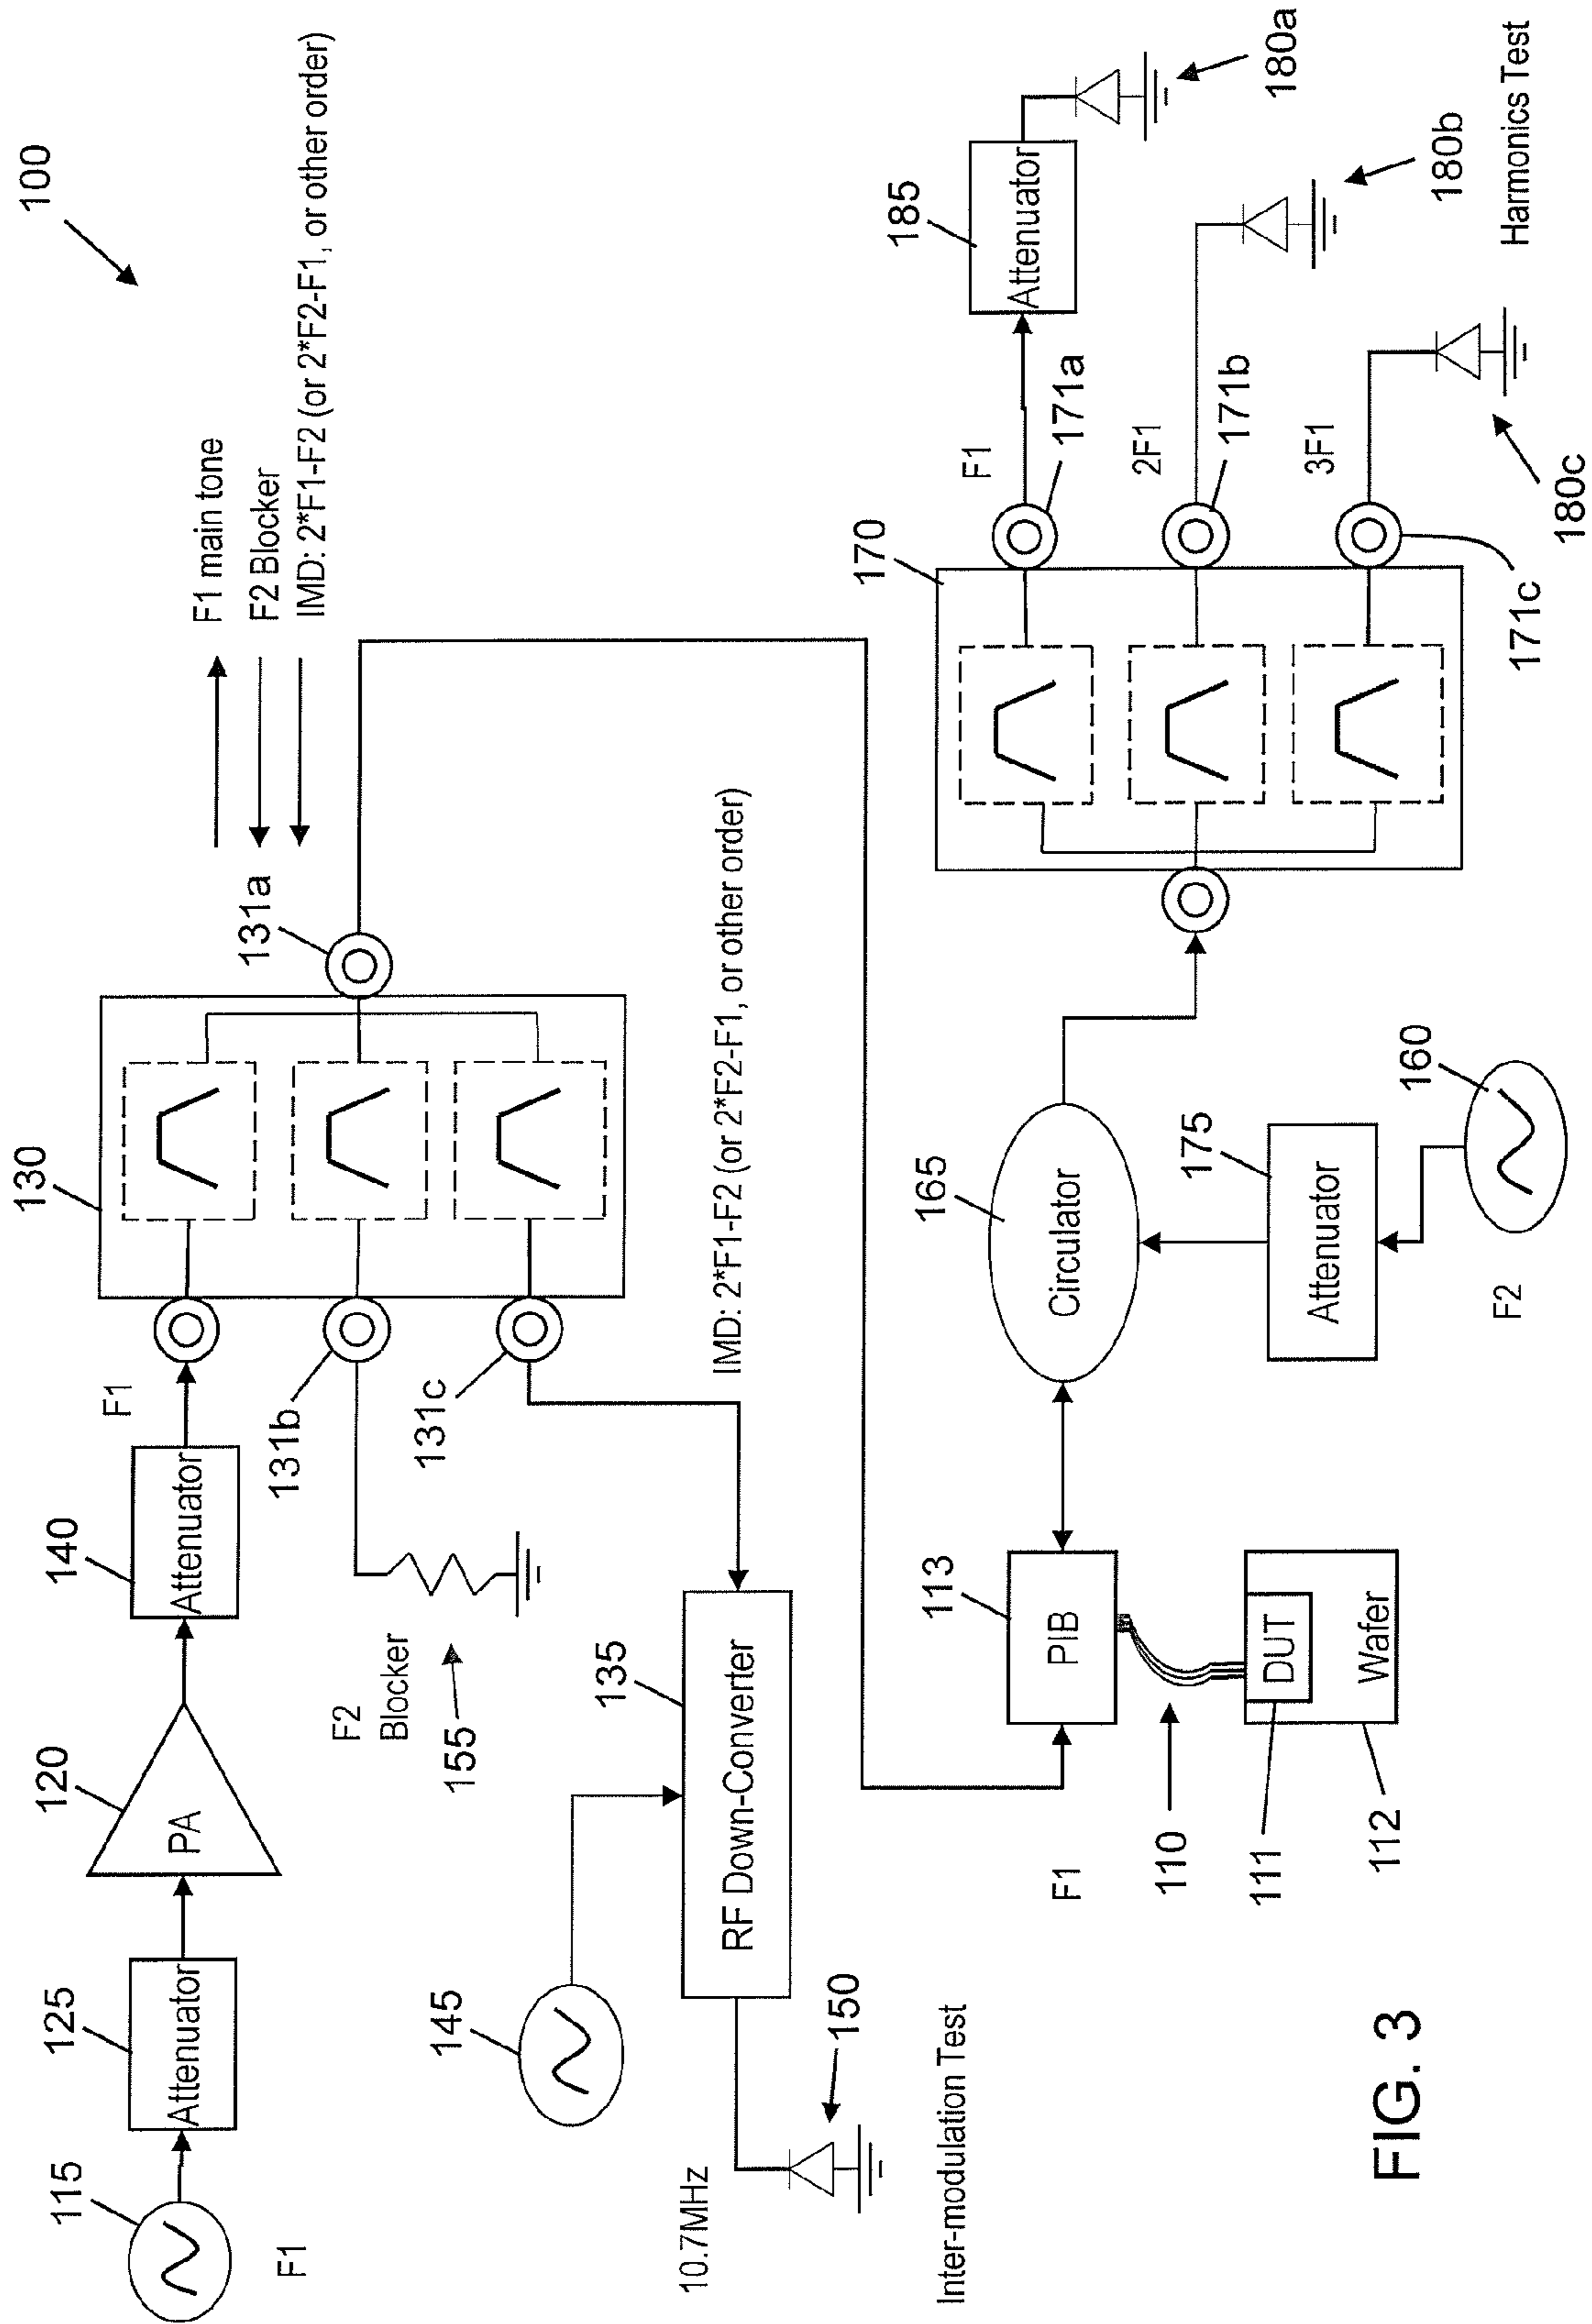 100
F1 main tone
F2 Blocker
IMD: 2*F1-F2 (or 2*F2-F1, or other order)
115
F1
125
Attenuator
120
PA
140
Attenuator
F1
130
131a
131b
131c
F2
Blocker
155
IMD: 2*F1-F2 (or 2*F2-F1, or other order)
145
135
RF Down-Converter
10.7MHz
150
Inter-modulation Test
F1
113
PIB
110
DUT
Wafer
111
112
165
Circulator
175
Attenuator
160
F2
170
F1
171a
2F1
171b
3F1
171c
185
Attenuator
180a
180b
180c
Harmonics Test
FIG. 3